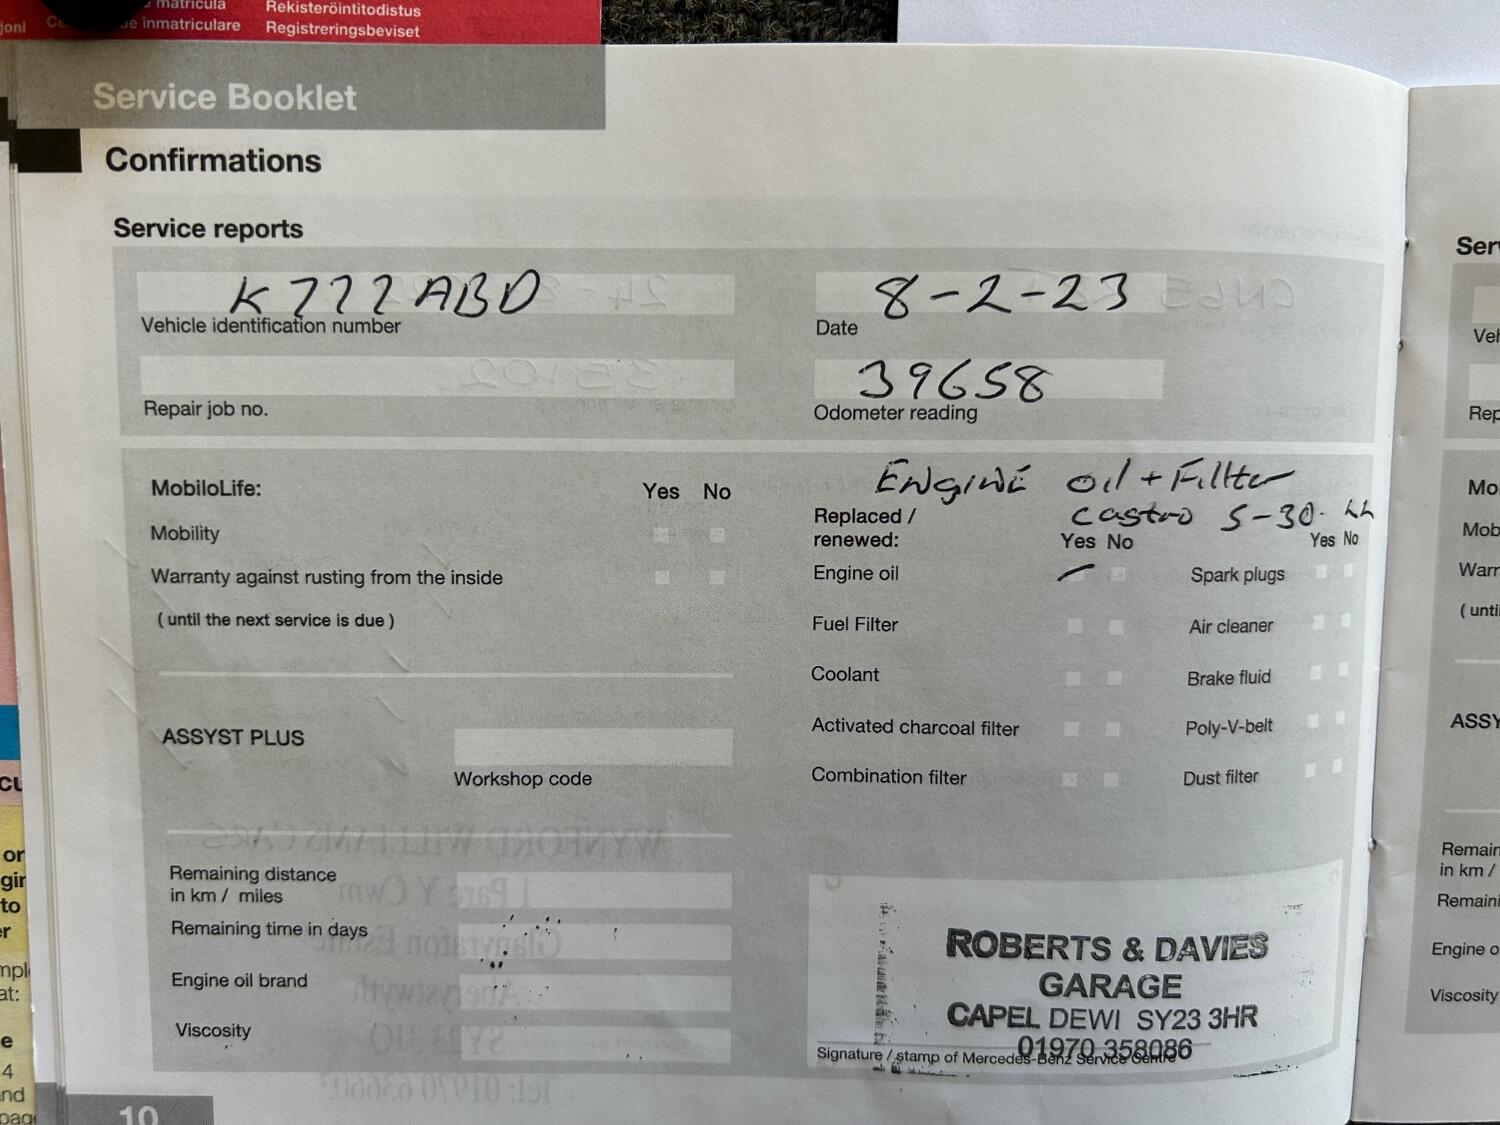 matricula
Rekisteröintitodistus
joni
de inmatriculare
Registreringsbeviset
Service Booklet
Confirmations
Service reports
K777ABD
Vehicle identification number
8-2-23
Date
Repair job no.
39658
Odometer reading
MobiloLife:
Yes No
Mobility
Warranty against rusting from the inside
( until the next service is due )
ENGINE oil + Fillter
Replaced /
renewed:
castro 5-30- LL
Yes No
Yes No
Engine oil
Spark plugs
Fuel Filter
Air cleaner
Coolant
Brake fluid
Activated charcoal filter
Poly-V-belt
Combination filter
Dust filter
ASSYST PLUS
Workshop code
Remaining distance
in km / miles
Remaining time in days
Engine oil brand
Viscosity
ROBERTS & DAVIES
GARAGE
CAPEL DEWI SY23 3HR
01970 358086
Signature / stamp of Mercedes-Benz Service Centre
10
Ser
Veh
Rep
Mo
Mob
Warr
( unti
ASSY
Remain
in km /
Remaini
Engine o
Viscosity